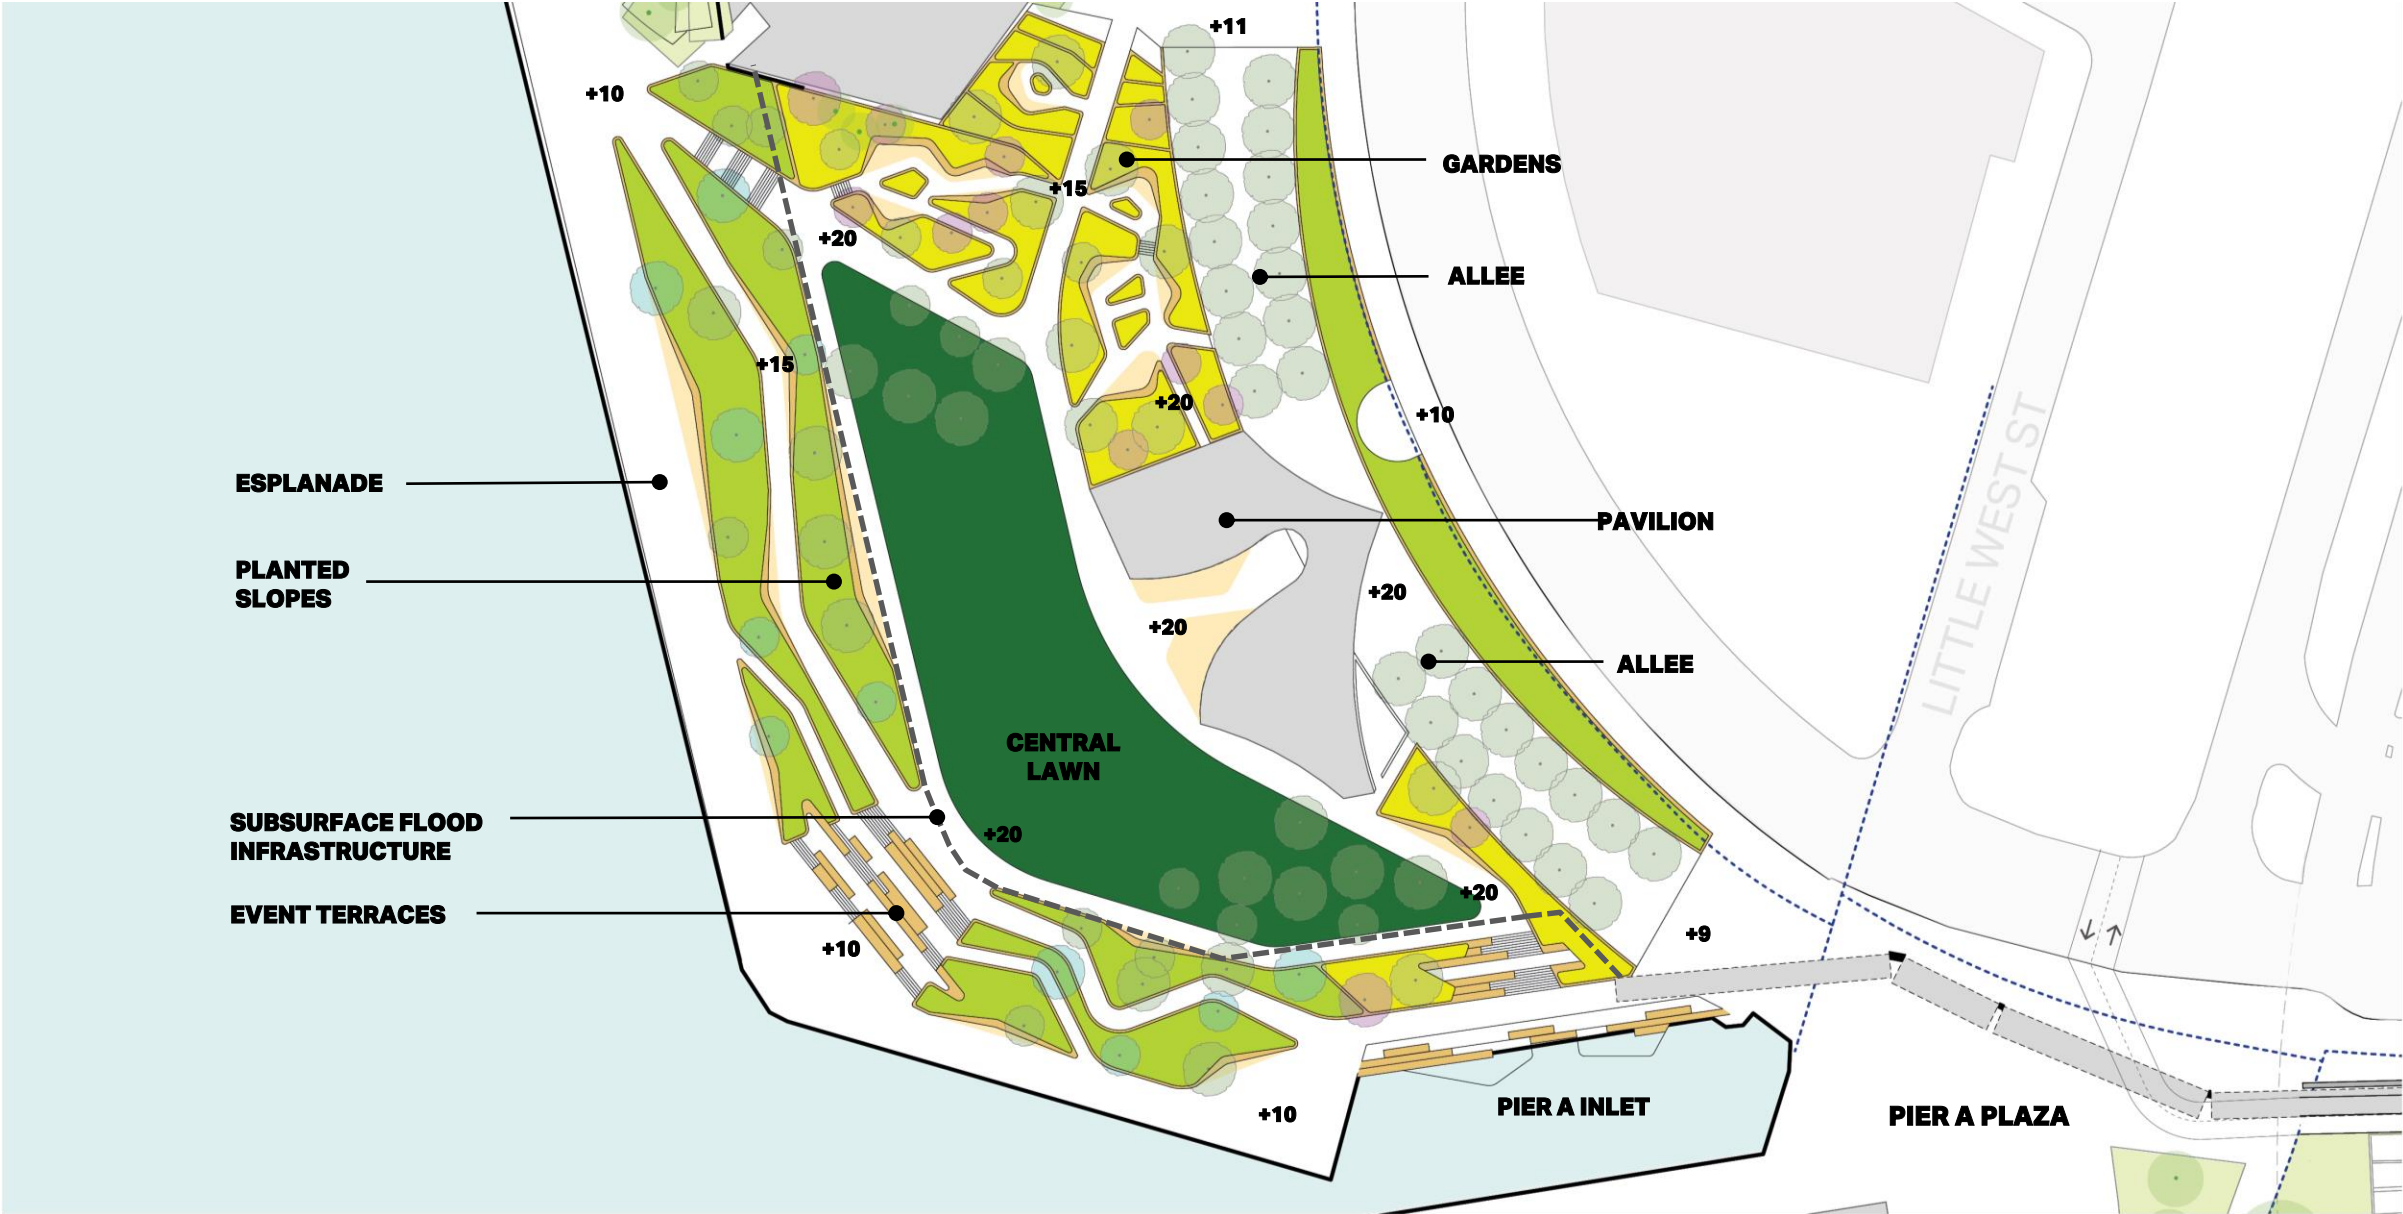 +11
+10
GARDENS
+15
+20
ALLEE
+15
+20
+10
ESPLANADE
PAVILION
PLANTED
SLOPES
+20
+20
LITTLE WEST ST
ALLEE
CENTRAL
LAWN
SUBSURFACE FLOOD
INFRASTRUCTURE
+20
+20
EVENT TERRACES
+10
+9
PIER A INLET
+10
PIER A PLAZA